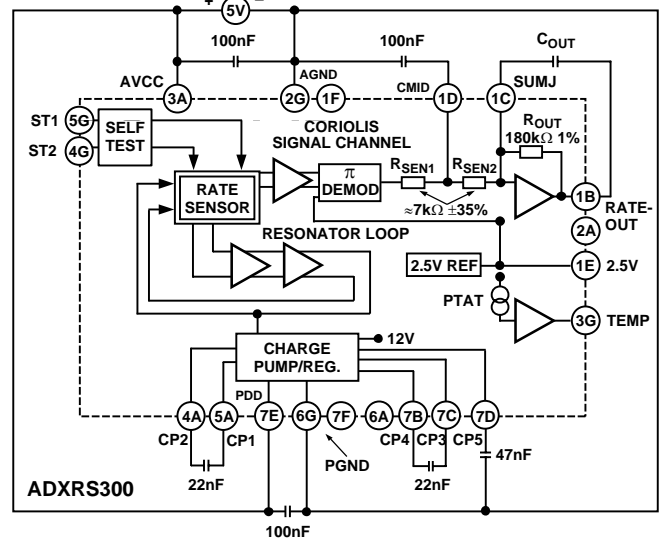 + 5V –
100nF
100nF
COUT
AVCC
AGND
CMID
SUMJ
3A
2G
1F
1D
1C
ST1
5G
ST2
4G
SELF
TEST
CORIOLIS
SIGNAL CHANNEL
ROUT
180kΩ 1%
RSEN1
RSEN2
π
DEMOD
≈7kΩ ±35%
RATE
SENSOR
RESONATOR LOOP
1B
RATE-
OUT
2A
2.5V REF
1E
2.5V
PTAT
3G
TEMP
12V
CHARGE
PUMP/REG.
PDD
4A
5A
7E
6G
7F
6A
7B
7C
7D
CP2
CP1
PGND
CP4
CP3
CP5
22nF
22nF
47nF
ADXRS300
100nF